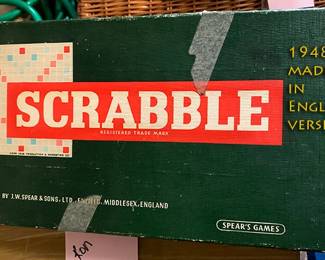 SCRABBLE
REGISTERED TRADE MARK
1948
MAD
IN
ENGL
VERS
BY J.W. SPEAR & SONS, LTD., ENFIELD, MIDDLESEX, ENGLAND
SPEAR'S GAMES